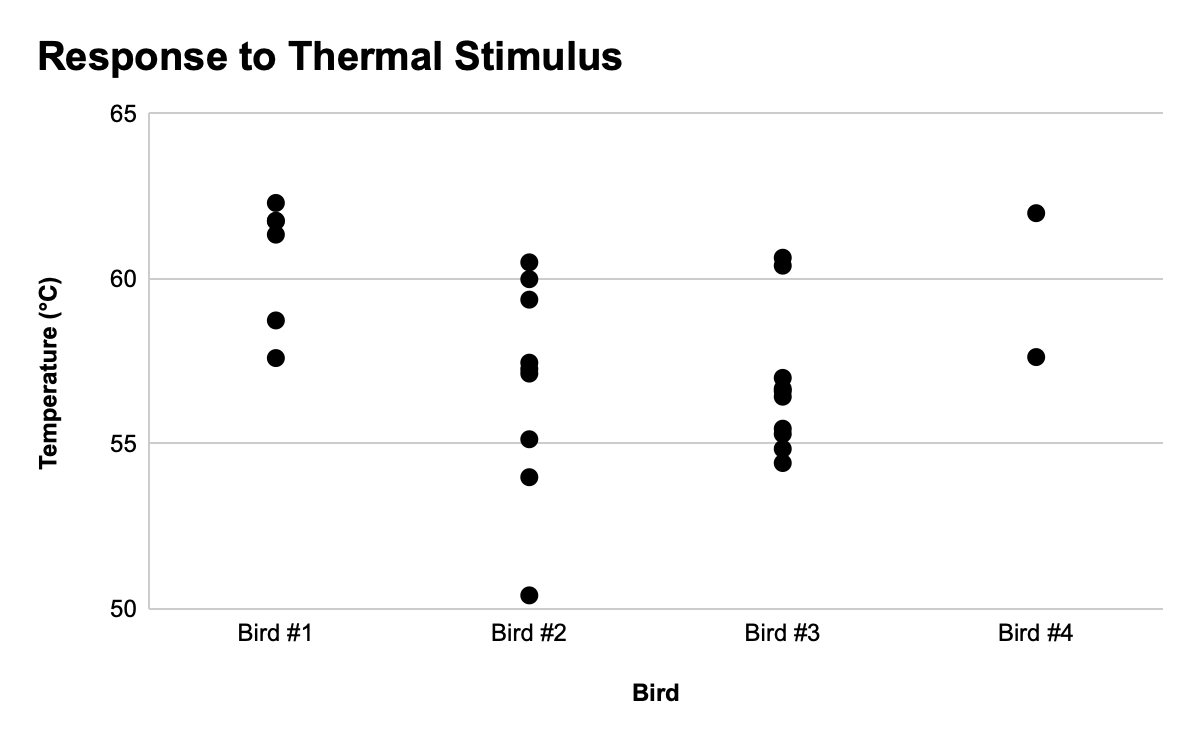 Response to Thermal Stimulus
65
60
55
50
Temperature (°C)
Bird #1 Bird #2 Bird #3 Bird #4
Bird